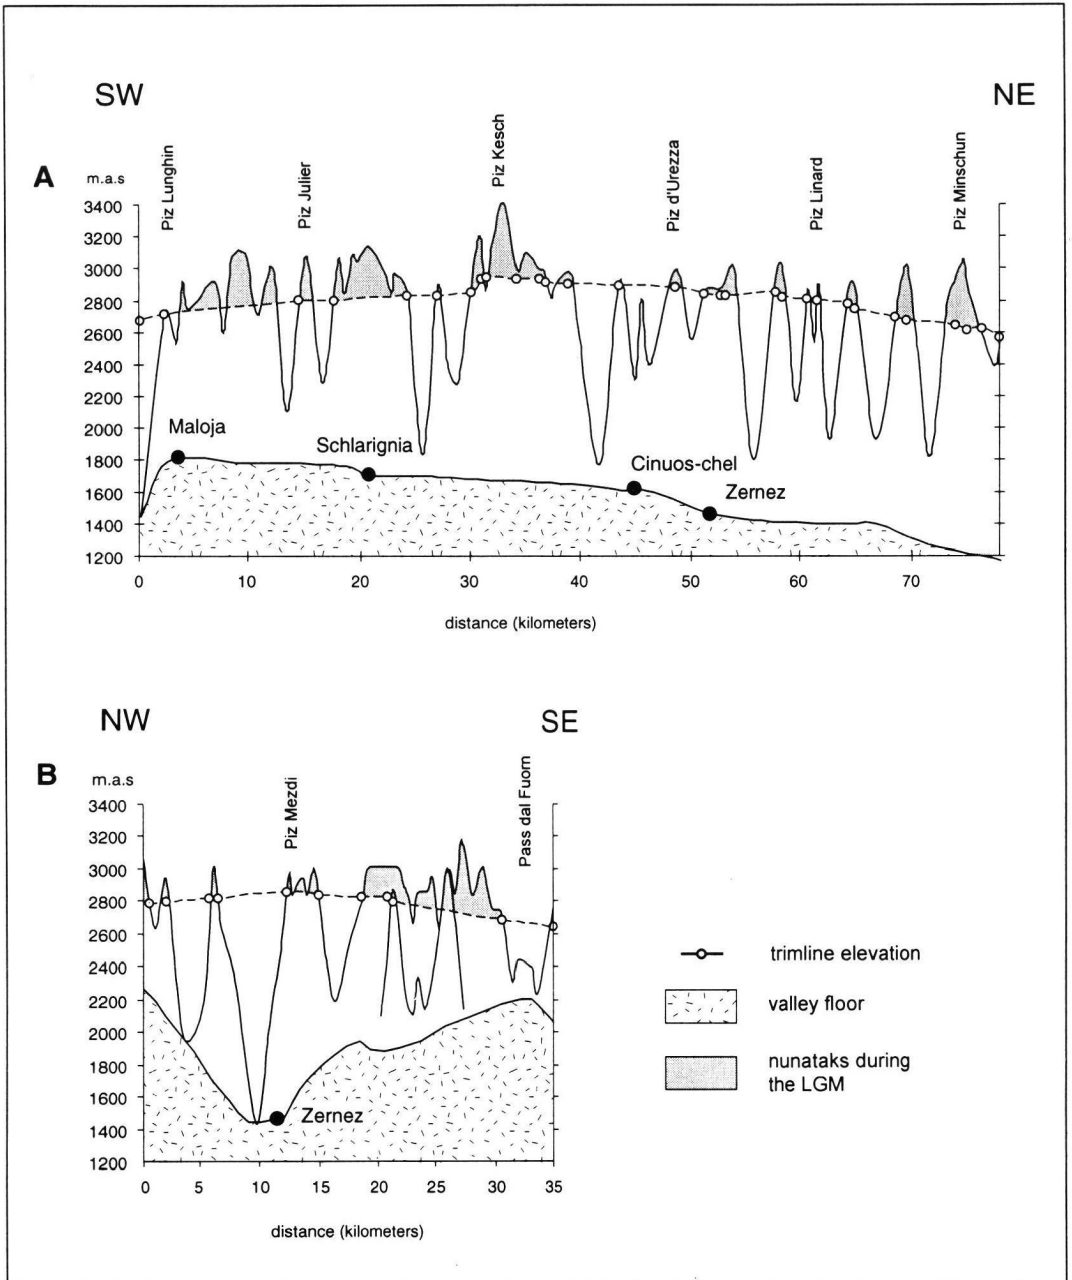 SW
NE
A
m.a.s
Piz Lunghin
Piz Julier
Piz Kesch
Piz d'Urezza
Piz Linard
Piz Minschun
3400
3200
3000
2800
2600
2400
2200
2000
1800
1600
1400
1200
Maloja
Schlarignia
Cinuos-chel
Zernez
0 10 20 30 40 50 60 70
distance (kilometers)
NW
SE
B
m.a.s
Piz Mezdi
Pass dal Fuorn
3400
3200
3000
2800
2600
2400
2200
2000
1800
1600
1400
1200
Zernez
0 5 10 15 20 25 30 35
distance (kilometers)
trimline elevation
valley floor
nunataks during
the LGM